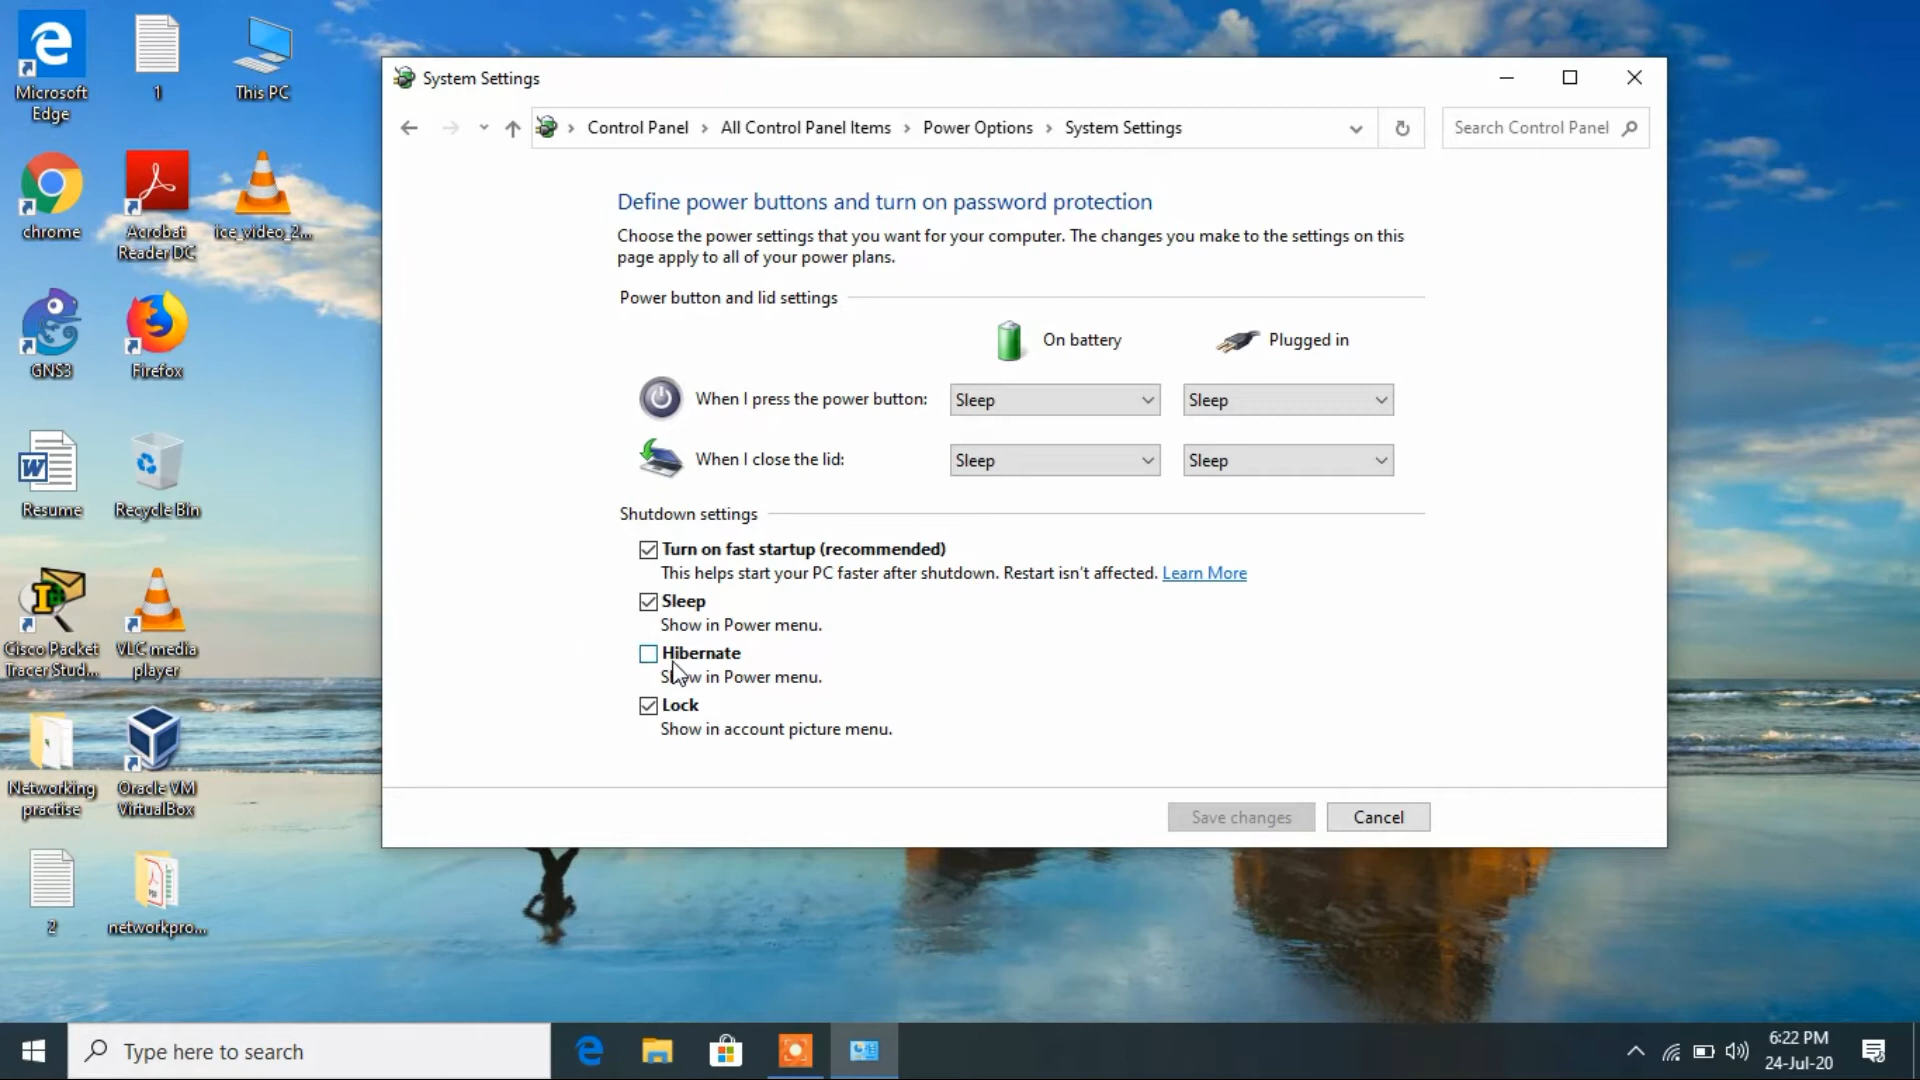 Microsoft
Edge
1
This PC
chrome
Acrobat
Reader DC
ice_video_2...
GNS3
Firefox
Resume
Recycle Bin
Cisco Packet
Tracer Stud...
VLC media
player
Networking
practise
Oracle VM
VirtualBox
2
networkpro...
System Settings
Control Panel
All Control Panel Items
Power Options
System Settings
Search Control Panel
Define power buttons and turn on password protection
Choose the power settings that you want for your computer. The changes you make to the settings on this
page apply to all of your power plans.
Power button and lid settings
On battery
Plugged in
When I press the power button:
Sleep
Sleep
When I close the lid:
Sleep
Sleep
Shutdown settings
Turn on fast startup (recommended)
This helps start your PC faster after shutdown. Restart isn't affected. Learn More
Sleep
Show in Power menu.
Hibernate
Show in Power menu.
Lock
Show in account picture menu.
Save changes
Cancel
Type here to search
6:22 PM
24-Jul-20